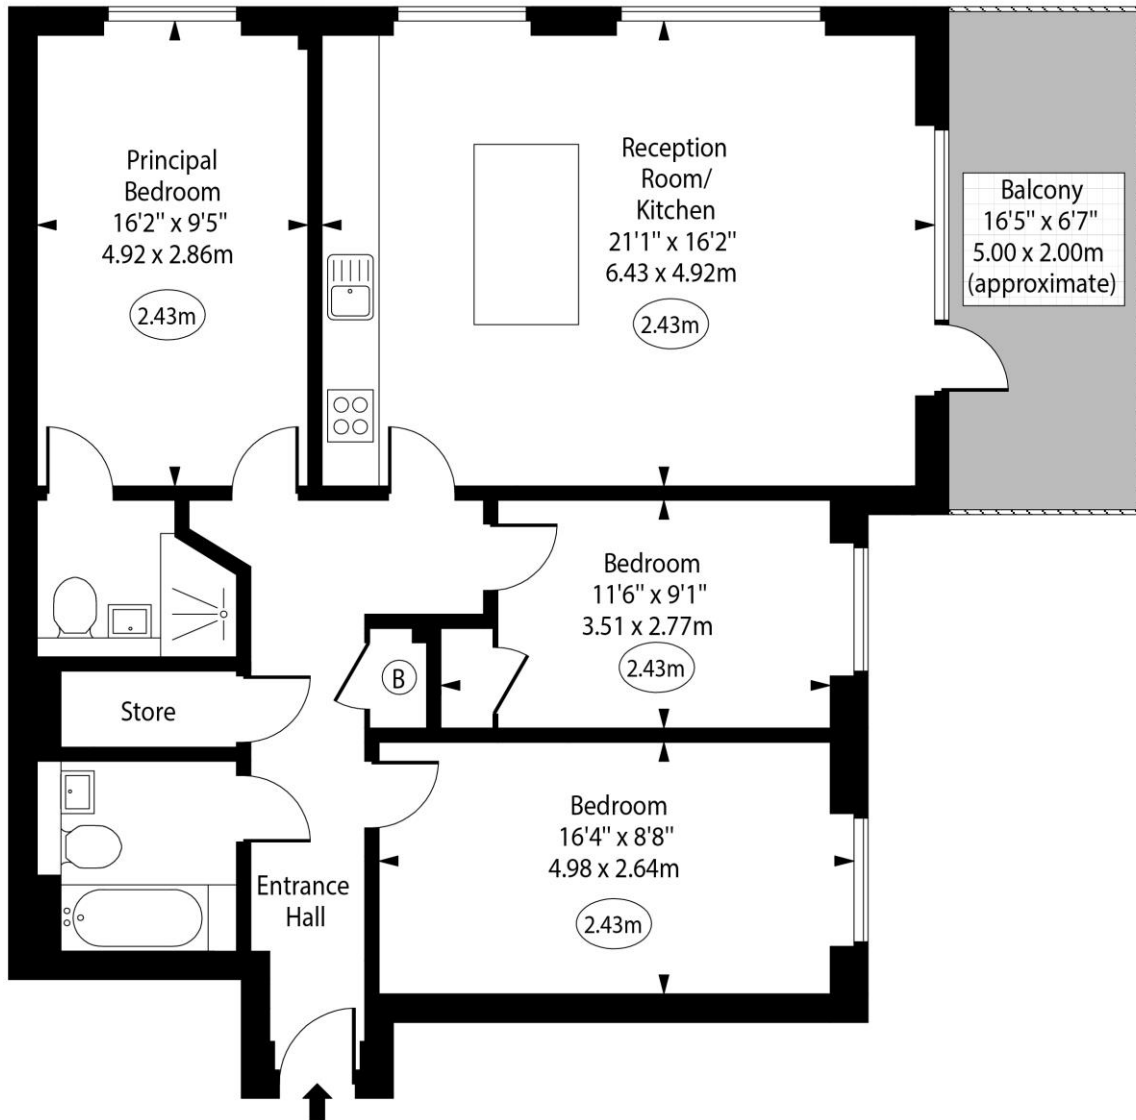 Principal
Bedroom
16'2" x 9'5"
4.92 x 2.86m
2.43m
Reception
Room/
Kitchen
21'1" x 16'2"
6.43 x 4.92m
2.43m
Balcony
16'5" x 6'7"
5.00 x 2.00m
(approximate)
Bedroom
11'6" x 9'1"
3.51 x 2.77m
2.43m
B
Store
Bedroom
16'4" x 8'8"
4.98 x 2.64m
2.43m
Entrance
Hall